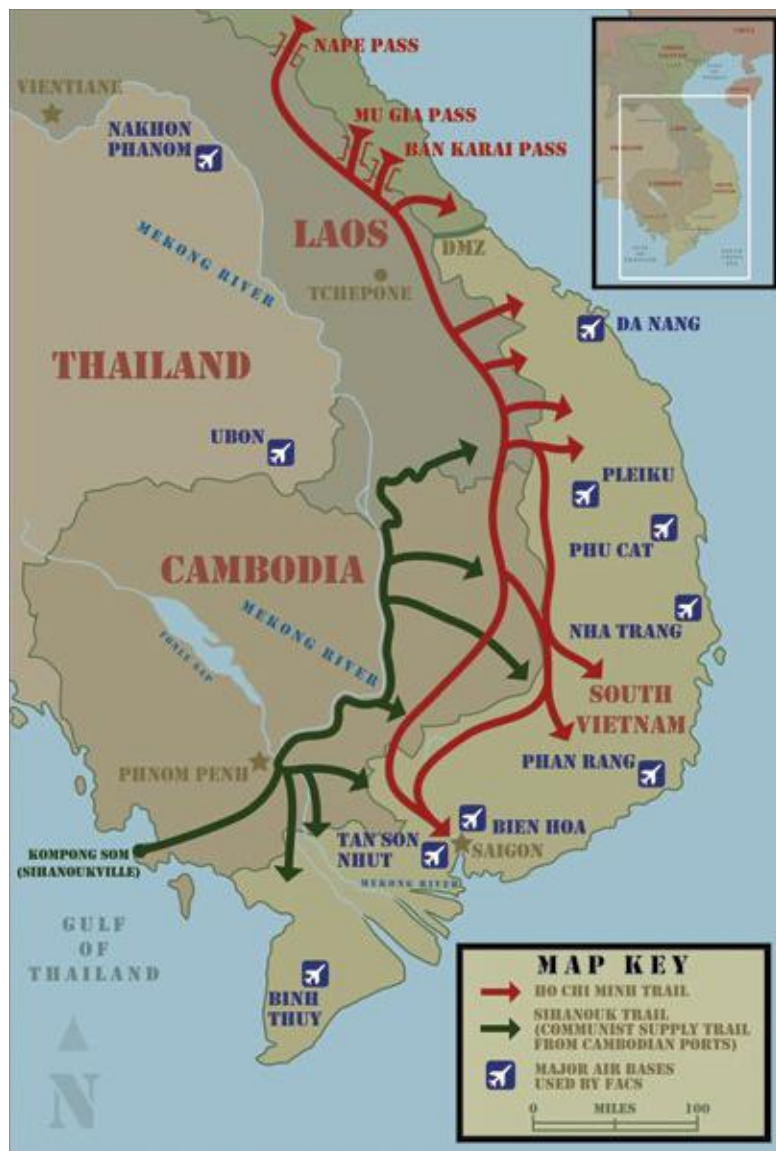 NAPE PASS
VIENTIANE
MU GIA PASS
NAKHON
PHANOM
BAN KARAI PASS
MEKONG RIVER
LAOS
DMZ
TCHEPONE
DA NANG
THAILAND
UBON
PLEIKU
PHU CAT
CAMBODIA
MEKONG RIVER
TONLE SAP
NHA TRANG
SOUTH
VIETNAM
PHNOM PENH
PHAN RANG
BIEN HOA
TAN SON
NHUT
SAIGON
KOMPONG SOM
(SIHANOUKVILLE)
MEKONG RIVER
GULF
OF
THAILAND
BINH
THUY
N
MAP KEY
HO CHI MINH TRAIL
SIHANOUK TRAIL
(COMMUNIST SUPPLY TRAIL
FROM CAMBODIAN PORTS)
MAJOR AIR BASES
USED BY FACS
0 MILES 100